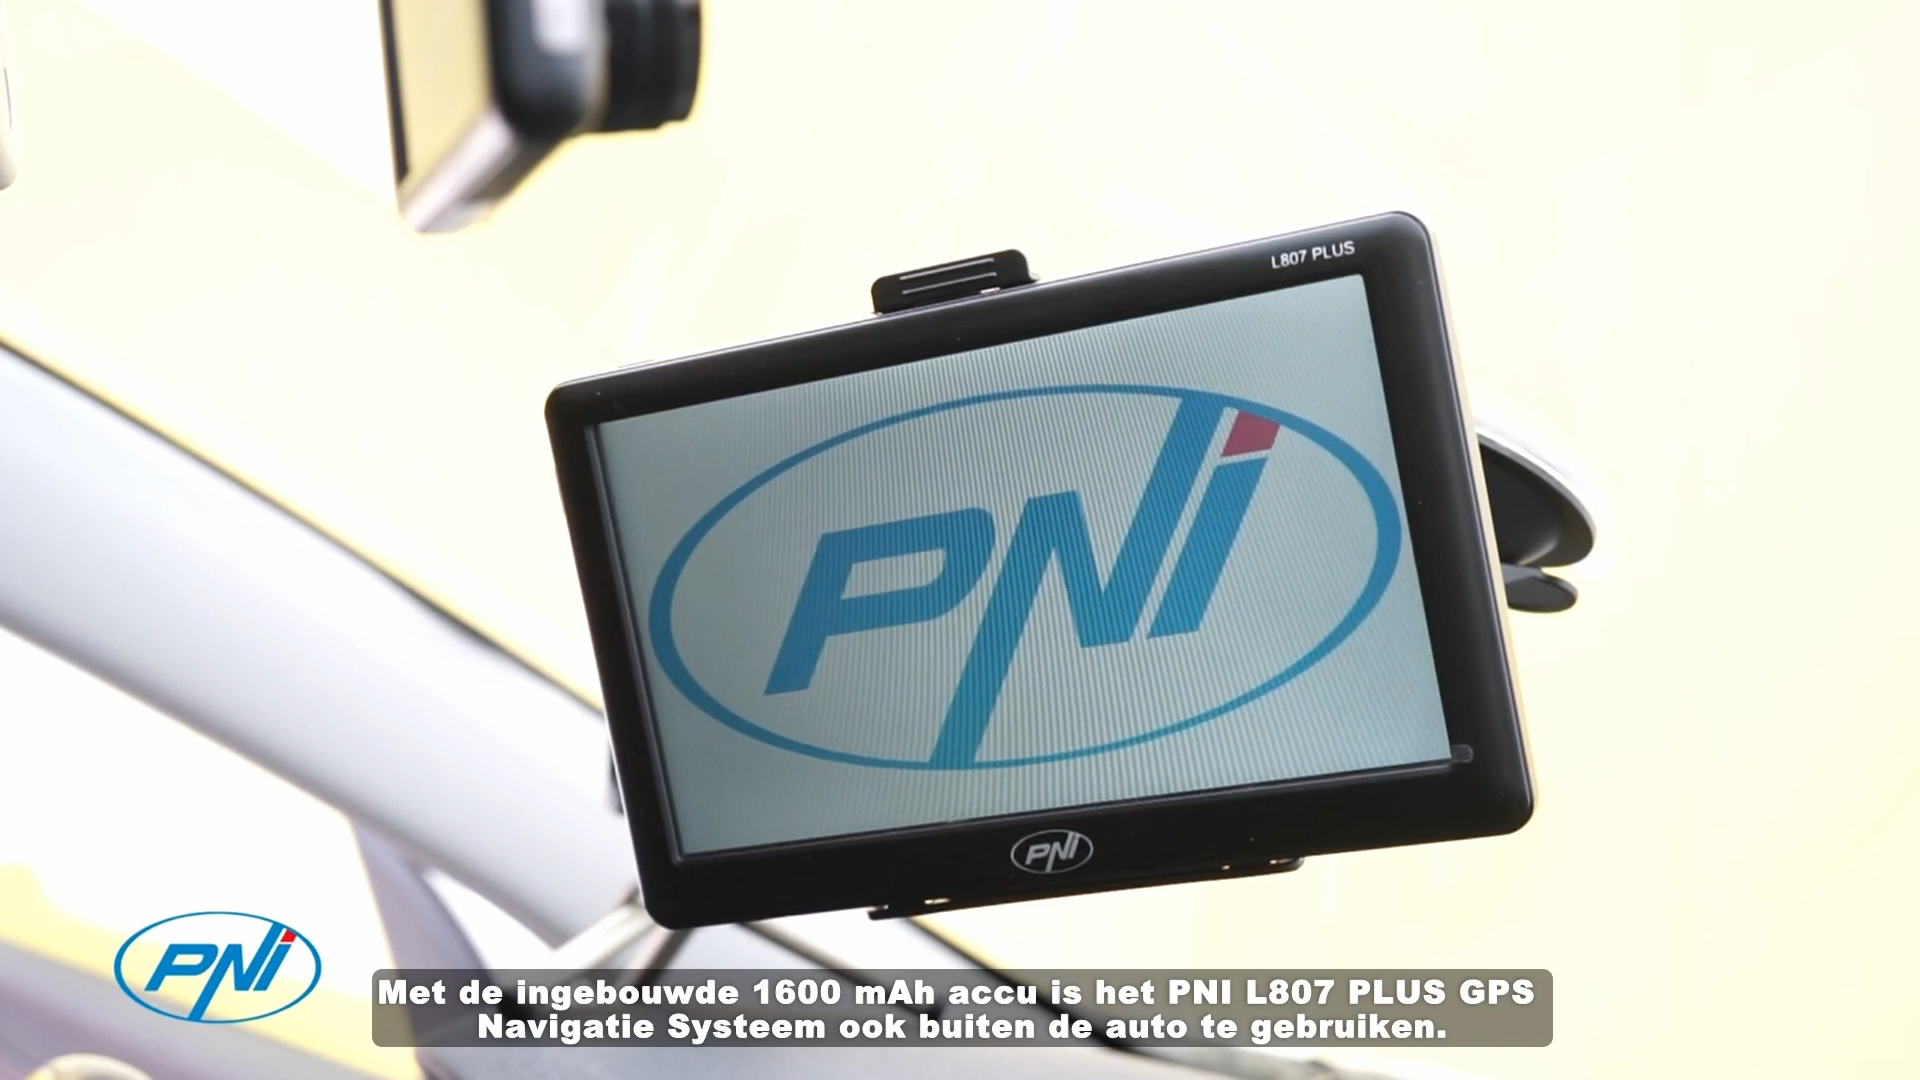 L807 PLUS
PNI
PNI
PNI
Met de ingebouwde 1600 mAh accu is het PNI L807 PLUS GPS
Navigatie Systeem ook buiten de auto te gebruiken.